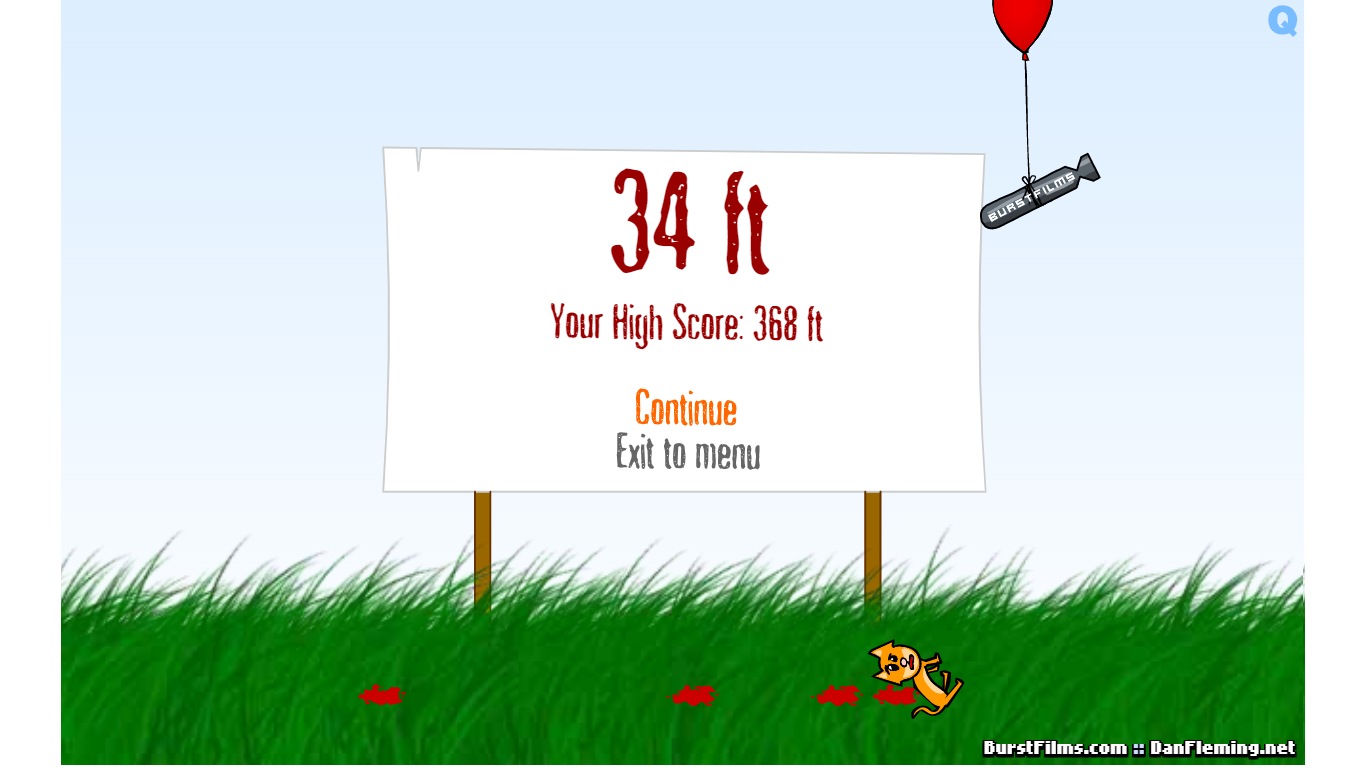 Q
34 ft
BURSTFILMS
Your High Score: 368 ft
Continue
Exit to menu
BurstFilms.com :: DanFleming.net